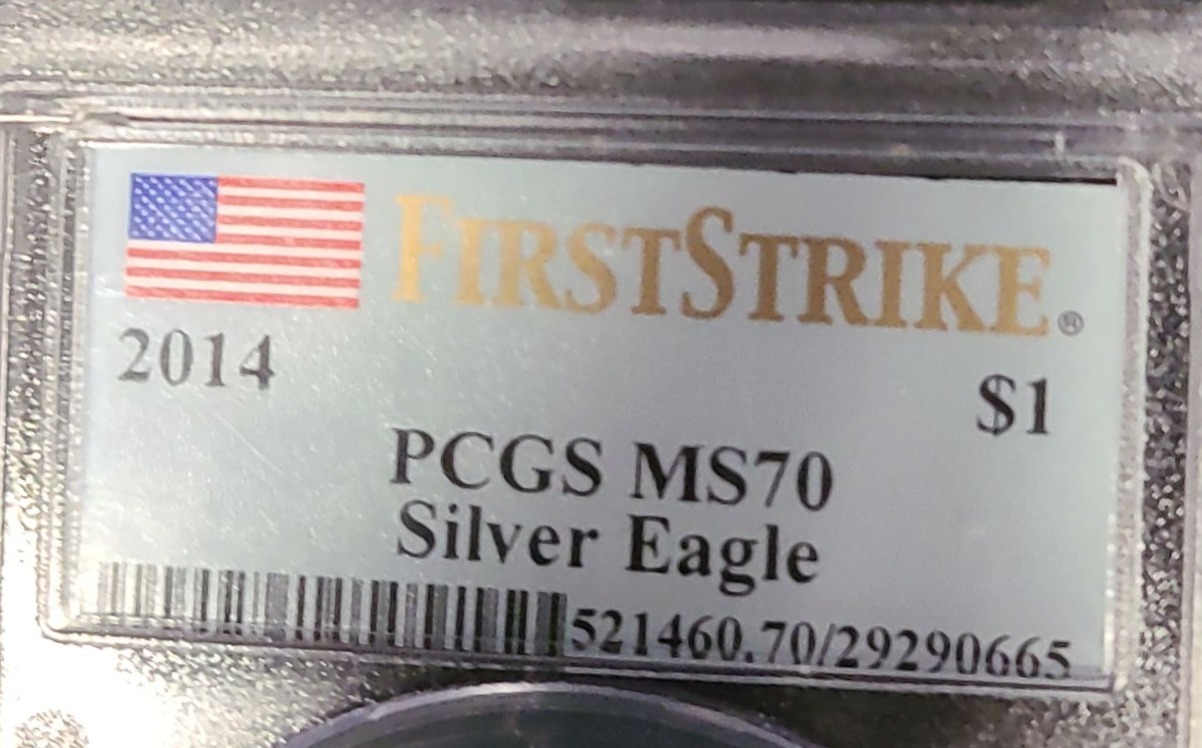 FIRSTSTRIKE®
2014 $1
PCGS MS70
Silver Eagle
521460.70/29290665